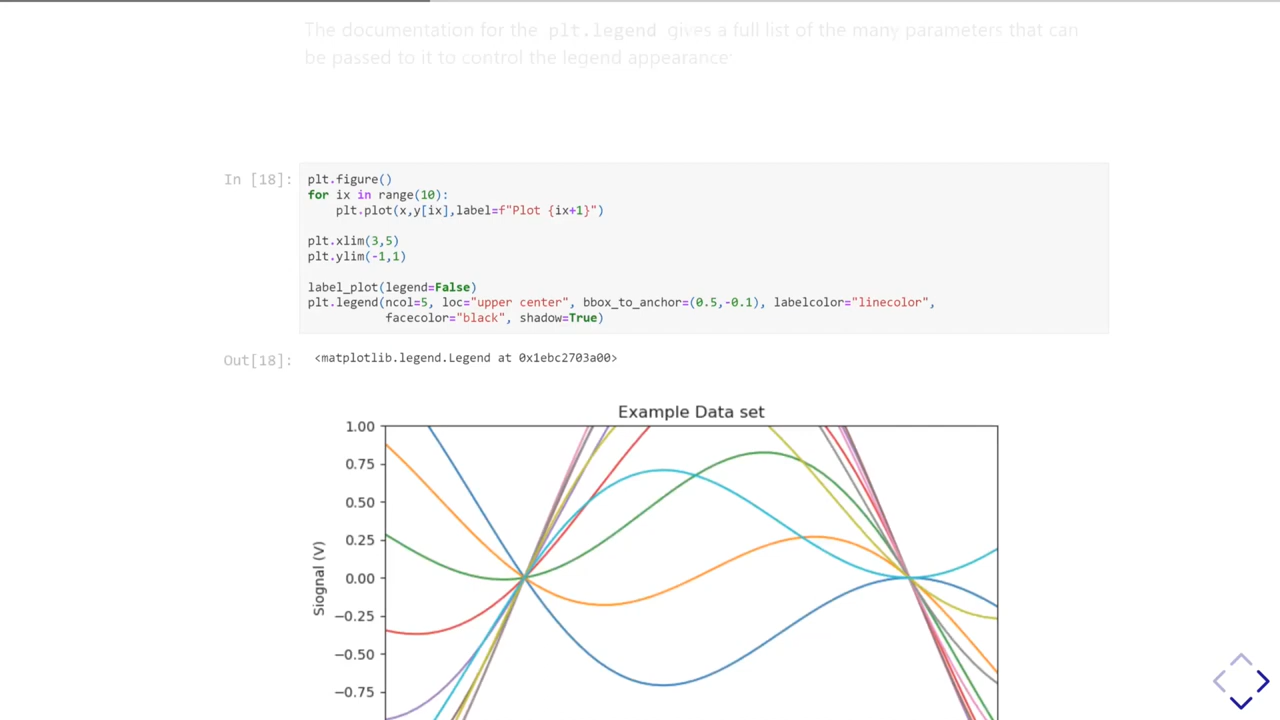 The documentation for the plt.legend gives a full list of the many parameters that can
be passed to it to control the legend appearance:
In [18]:
plt.figure()
for ix in range(10):
    plt.plot(x,y[ix],label=f"Plot {ix+1}")
plt.xlim(3,5)
plt.ylim(-1,1)
label_plot(legend=False)
plt.legend(ncol=5, loc="upper center", bbox_to_anchor=(0.5,-0.1), labelcolor="linecolor",
          facecolor="black", shadow=True)
Out[18]:
<matplotlib.legend.Legend at 0x1ebc2703a00>
Example Data set
1.00
0.75
0.50
0.25
0.00
−0.25
−0.50
−0.75
Siognal (V)